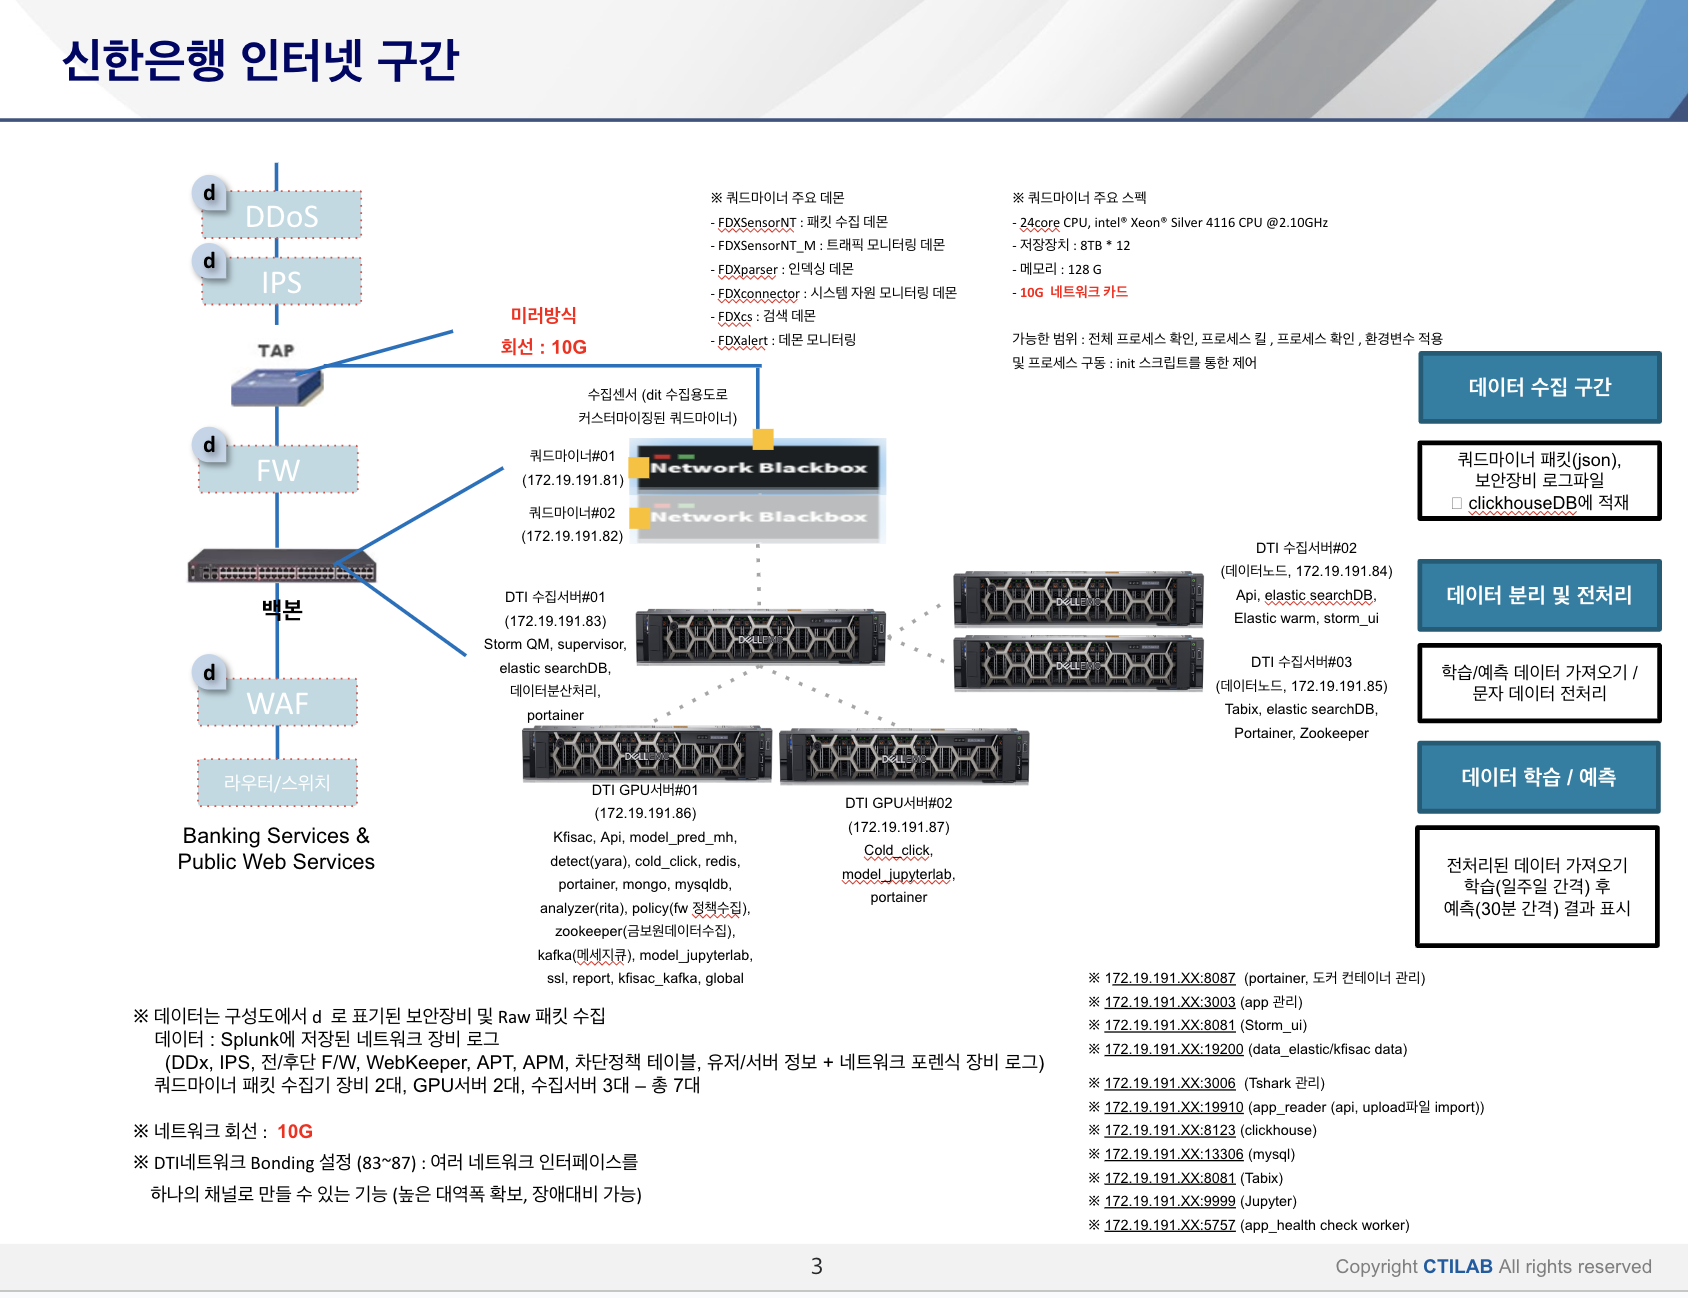 신한은행 인터넷 구간
d
DDoS
d
IPS
TAP
미러방식
회선 : 10G
d
FW
백본
d
WAF
라우터/스위치
Banking Services &
Public Web Services
※ 쿼드마이너 주요 데몬
- FDXSensorNT : 패킷 수집 데몬
- FDXSensorNT_M : 트래픽 모니터링 데몬
- FDXparser : 인덱싱 데몬
- FDXconnector : 시스템 자원 모니터링 데몬
- FDXcs : 검색 데몬
- FDXalert : 데몬 모니터링
※ 쿼드마이너 주요 스펙
- 24core CPU, intel® Xeon® Silver 4116 CPU @2.10GHz
- 저장장치 : 8TB * 12
- 메모리 : 128 G
- 10G 네트워크 카드
가능한 범위 : 전체 프로세스 확인, 프로세스 킬 , 프로세스 확인 , 환경변수 적용
및 프로세스 구동 : init 스크립트를 통한 제어
수집센서 (dit 수집용도로
커스터마이징된 쿼드마이너)
쿼드마이너#01
(172.19.191.81)
Network Blackbox
쿼드마이너#02
(172.19.191.82)
Network Blackbox
DTI 수집서버#01
(172.19.191.83)
Storm QM, supervisor,
elastic searchDB,
데이터분산처리,
portainer
DELLEMC
DTI 수집서버#02
(데이터노드, 172.19.191.84)
Api, elastic searchDB,
Elastic warm, storm_ui
DELLEMC
DTI 수집서버#03
(데이터노드, 172.19.191.85)
Tabix, elastic searchDB,
Portainer, Zookeeper
DELLEMC
DELLEMC
DTI GPU서버#01
(172.19.191.86)
Kfisac, Api, model_pred_mh,
detect(yara), cold_click, redis,
portainer, mongo, mysqldb,
analyzer(rita), policy(fw 정책수집),
zookeeper(금보원데이터수집),
kafka(메세지큐), model_jupyterlab,
ssl, report, kfisac_kafka, global
DELLEMC
DTI GPU서버#02
(172.19.191.87)
Cold_click,
model_jupyterlab,
portainer
데이터 수집 구간
쿼드마이너 패킷(json),
보안장비 로그파일
□ clickhouseDB에 적재
데이터 분리 및 전처리
학습/예측 데이터 가져오기 /
문자 데이터 전처리
데이터 학습 / 예측
전처리된 데이터 가져오기
학습(일주일 간격) 후
예측(30분 간격) 결과 표시
※ 데이터는 구성도에서 d 로 표기된 보안장비 및 Raw 패킷 수집
데이터 : Splunk에 저장된 네트워크 장비 로그
(DDx, IPS, 전/후단 F/W, WebKeeper, APT, APM, 차단정책 테이블, 유저/서버 정보 + 네트워크 포렌식 장비 로그)
쿼드마이너 패킷 수집기 장비 2대, GPU서버 2대, 수집서버 3대 – 총 7대
※ 네트워크 회선 : 10G
※ DTI네트워크 Bonding 설정 (83~87) : 여러 네트워크 인터페이스를
하나의 채널로 만들 수 있는 기능 (높은 대역폭 확보, 장애대비 가능)
※ 172.19.191.XX:8087 (portainer, 도커 컨테이너 관리)
※ 172.19.191.XX:3003 (app 관리)
※ 172.19.191.XX:8081 (Storm_ui)
※ 172.19.191.XX:19200 (data_elastic/kfisac data)
※ 172.19.191.XX:3006 (Tshark 관리)
※ 172.19.191.XX:19910 (app_reader (api, upload파일 import))
※ 172.19.191.XX:8123 (clickhouse)
※ 172.19.191.XX:13306 (mysql)
※ 172.19.191.XX:8081 (Tabix)
※ 172.19.191.XX:9999 (Jupyter)
※ 172.19.191.XX:5757 (app_health check worker)
3
Copyright CTILAB All rights reserved